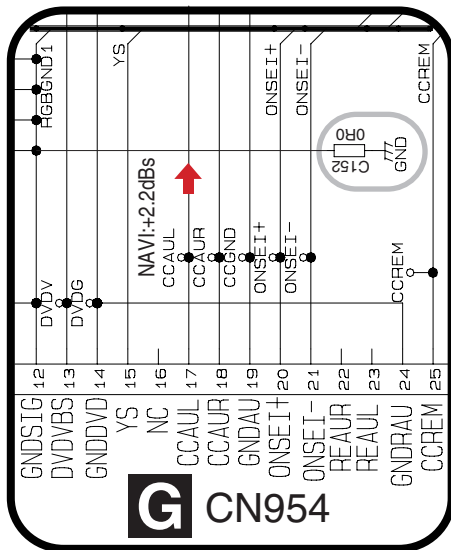 RGBGND1
YS
ONSEI+
ONSEI-
CCREM
C152
0R0
GND
NAVI:+2.2dBs
DVDV
DVDG
CCAUL
CCAUR
CCGND
ONSEI+
ONSEI-
CCREM
12
13
14
15
16
17
18
19
20
21
22
23
24
25
GNDSIG
DVDVBS
GNDDVD
YS
NC
CCAUL
CCAUR
GNDAU
ONSEI+
ONSEI-
REAUR
REAUL
GNDRAU
CCREM
G CN954